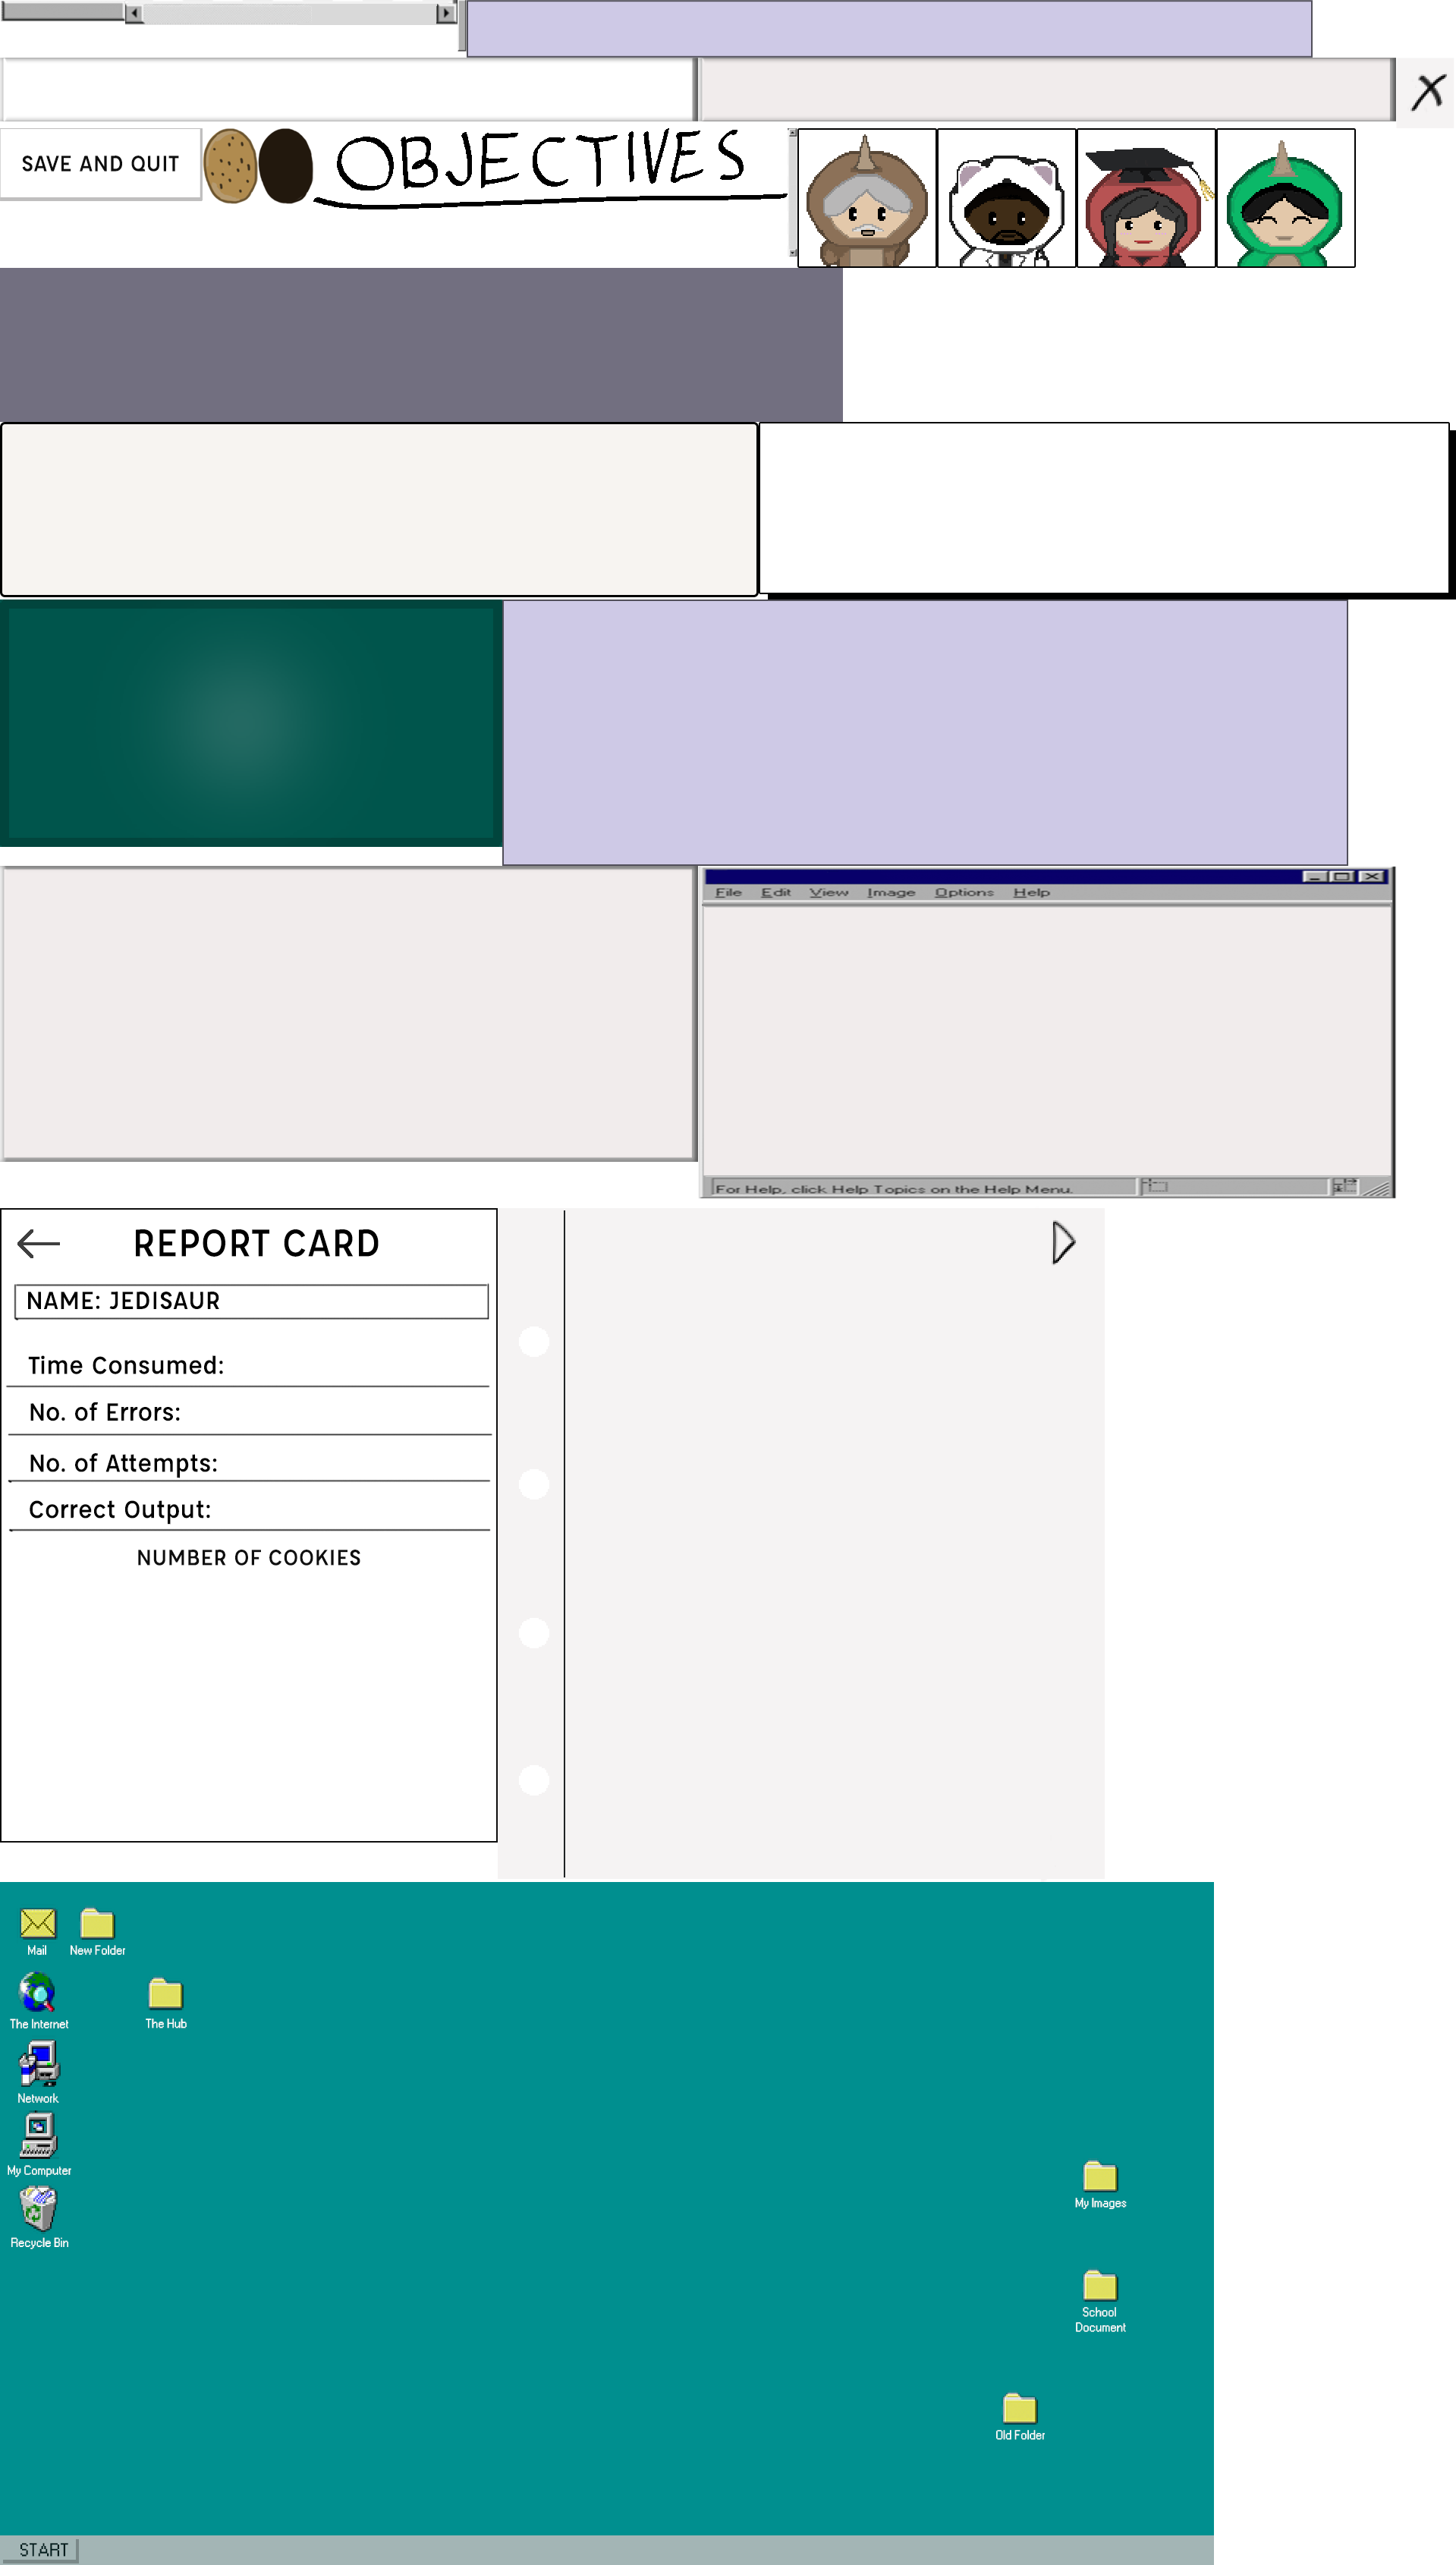 SAVE AND QUIT
OBJECTIVES
File Edit View Image Options Help
For Help, click Help Topics on the Help Menu.
REPORT CARD
NAME: JEDISAUR
Time Consumed:
No. of Errors:
No. of Attempts:
Correct Output:
NUMBER OF COOKIES
Mail
New Folder
The Internet
The Hub
Network
My Computer
Recycle Bin
My Images
School
Document
Old Folder
START